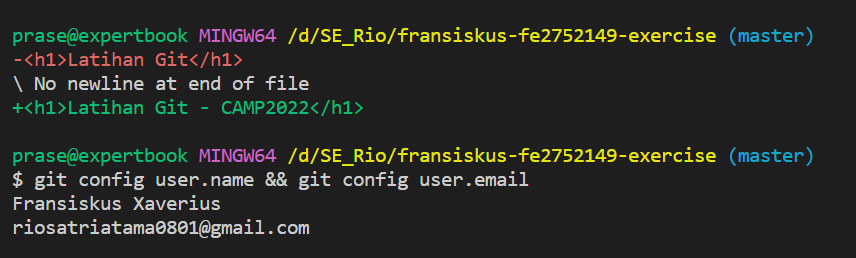 prase@expertbook MINGW64 /d/SE_Rio/fransiskus-fe2752149-exercise (master)
-<h1>Latihan Git</h1>
\ No newline at end of file
+<h1>Latihan Git - CAMP2022</h1>
prase@expertbook MINGW64 /d/SE_Rio/fransiskus-fe2752149-exercise (master)
$ git config user.name && git config user.email
Fransiskus Xaverius
riosatriatama0801@gmail.com